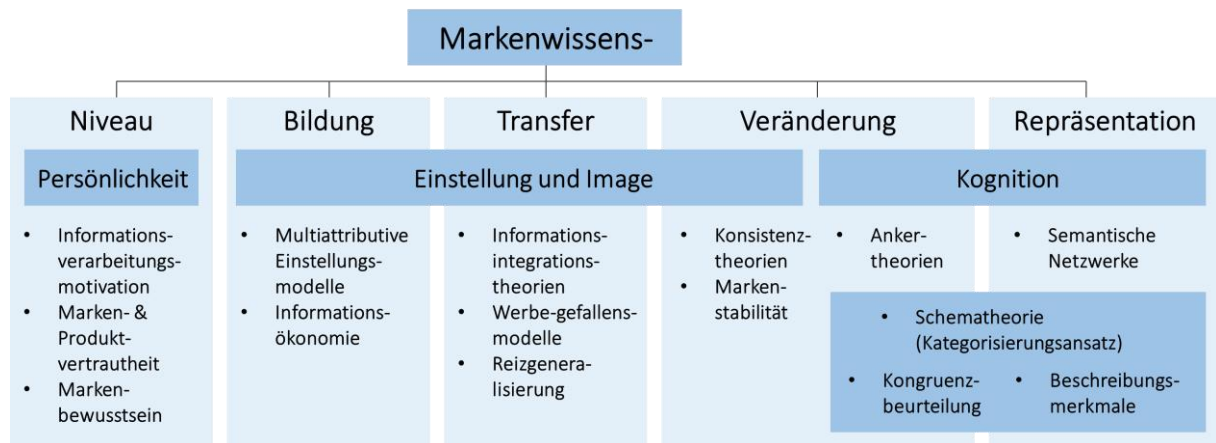 Markenwissens-
Niveau
Bildung
Transfer
Veränderung
Repräsentation
Persönlichkeit
Einstellung und Image
Kognition
• Informations-
verarbeitungs-
motivation
• Marken- &
Produkt-
vertrautheit
• Marken-
bewusstsein
• Multiattributive
Einstellungs-
modelle
• Informations-
ökonomie
• Informations-
integrations-
theorien
• Werbe-gefallens-
modelle
• Reizgenera-
lisierung
• Konsistenz-
theorien
• Marken-
stabilität
• Anker-
theorien
• Semantische
Netzwerke
• Schematheorie
(Kategorisierungsansatz)
• Kongruenz-
beurteilung
• Beschreibungs-
merkmale